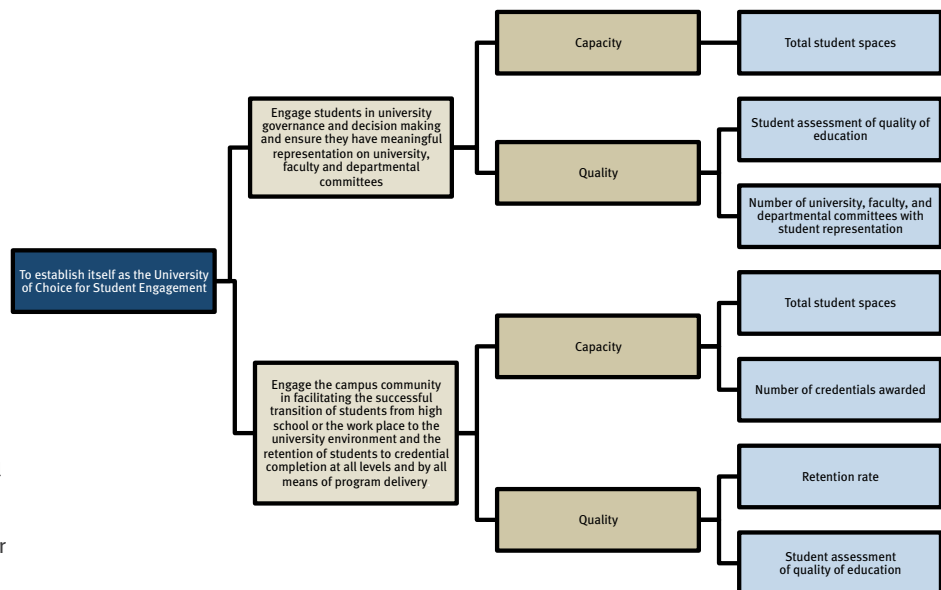 Capacity
Total student spaces
Engage students in university
governance and decision making
and ensure they have meaningful
representation on university,
faculty and departmental
committees
Student assessment of quality of
education
Quality
Number of university, faculty, and
departmental committees with
student representation
To establish itself as the University
of Choice for Student Engagement
Total student spaces
Capacity
Engage the campus community
in facilitating the successful
transition of students from high
school or the work place to the
university environment and the
retention of students to credential
completion at all levels and by all
means of program delivery
Number of credentials awarded
Retention rate
Quality
Student assessment
of quality of education